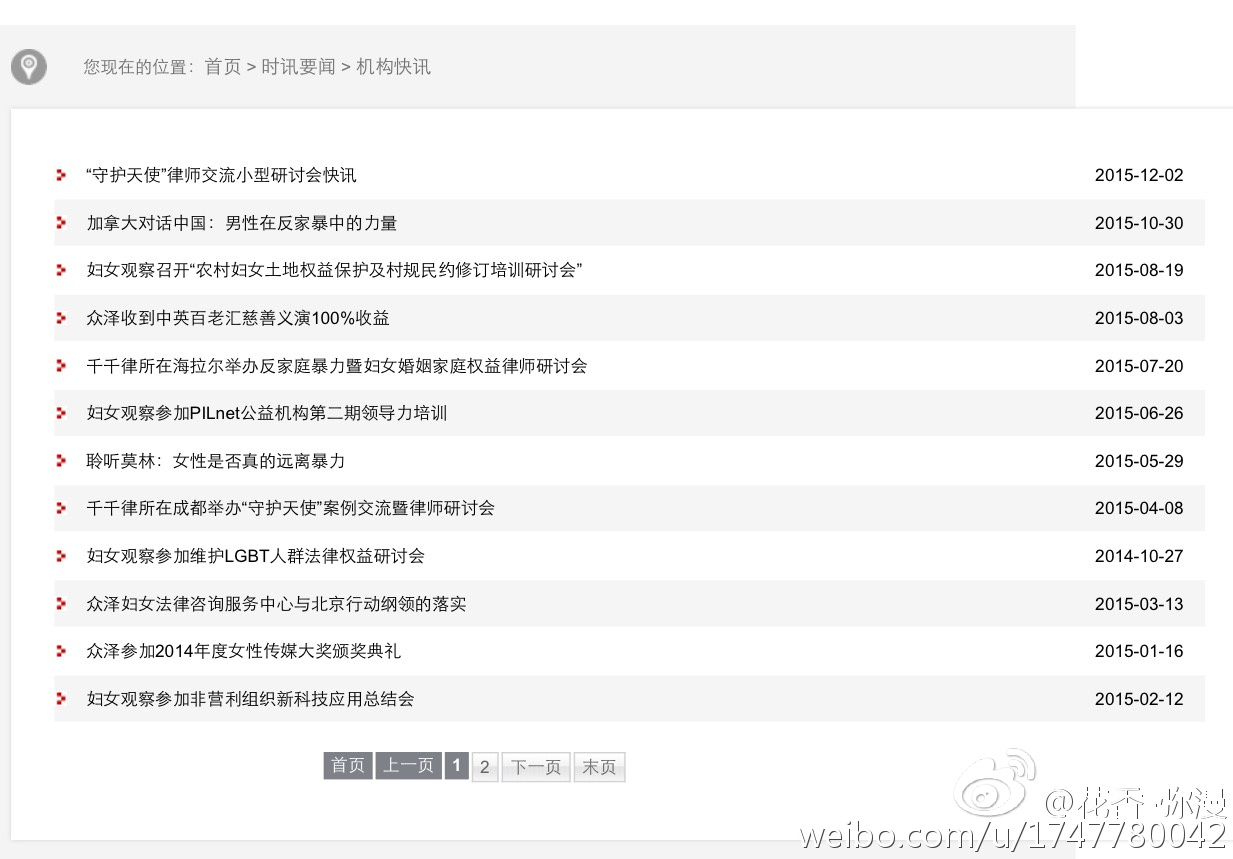 您现在的位置：首页 > 时讯要闻 > 机构快讯
“守护天使”律师交流小型研讨会快讯 2015-12-02
加拿大对话中国：男性在反家暴中的力量 2015-10-30
妇女观察召开“农村妇女土地权益保护及村规民约修订培训研讨会” 2015-08-19
众泽收到中英百老汇慈善义演100%收益 2015-08-03
千千律所在海拉尔举办反家庭暴力暨妇女婚姻家庭权益律师研讨会 2015-07-20
妇女观察参加PILnet公益机构第二期领导力培训 2015-06-26
聆听莫林：女性是否真的远离暴力 2015-05-29
千千律所在成都举办“守护天使”案例交流暨律师研讨会 2015-04-08
妇女观察参加维护LGBT人群法律权益研讨会 2014-10-27
众泽妇女法律咨询服务中心与北京行动纲领的落实 2015-03-13
众泽参加2014年度女性传媒大奖颁奖典礼 2015-01-16
妇女观察参加非营利组织新科技应用总结会 2015-02-12
首页 上一页 1 2 下一页 末页
@花香·弥漫
weibo.com/u/1747780042